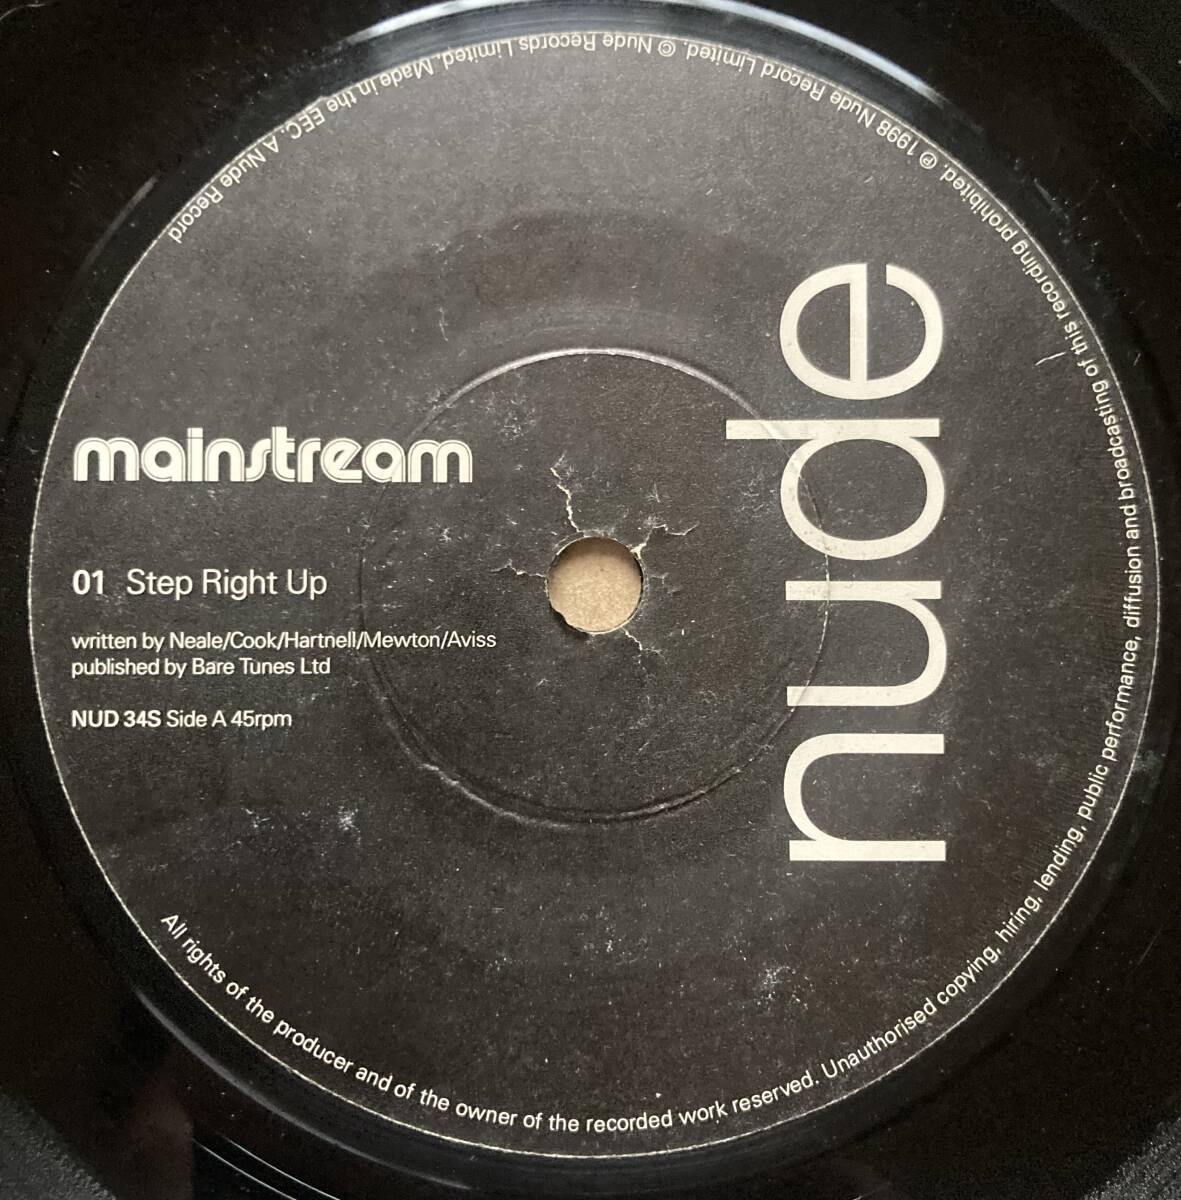 mainstream
01 Step Right Up
written by Neale/Cook/Hartnell/Mewton/Aviss
published by Bare Tunes Ltd
NUD 34S Side A 45rpm
nude
All rights of the producer and of the owner of the recorded work reserved. Unauthorised copying, hiring, lending, public performance, diffusion and broadcasting of this recording prohibited. ℗ 1998 Nude Record Limited. © Nude Records Limited. Made in the EEC. A Nude Record